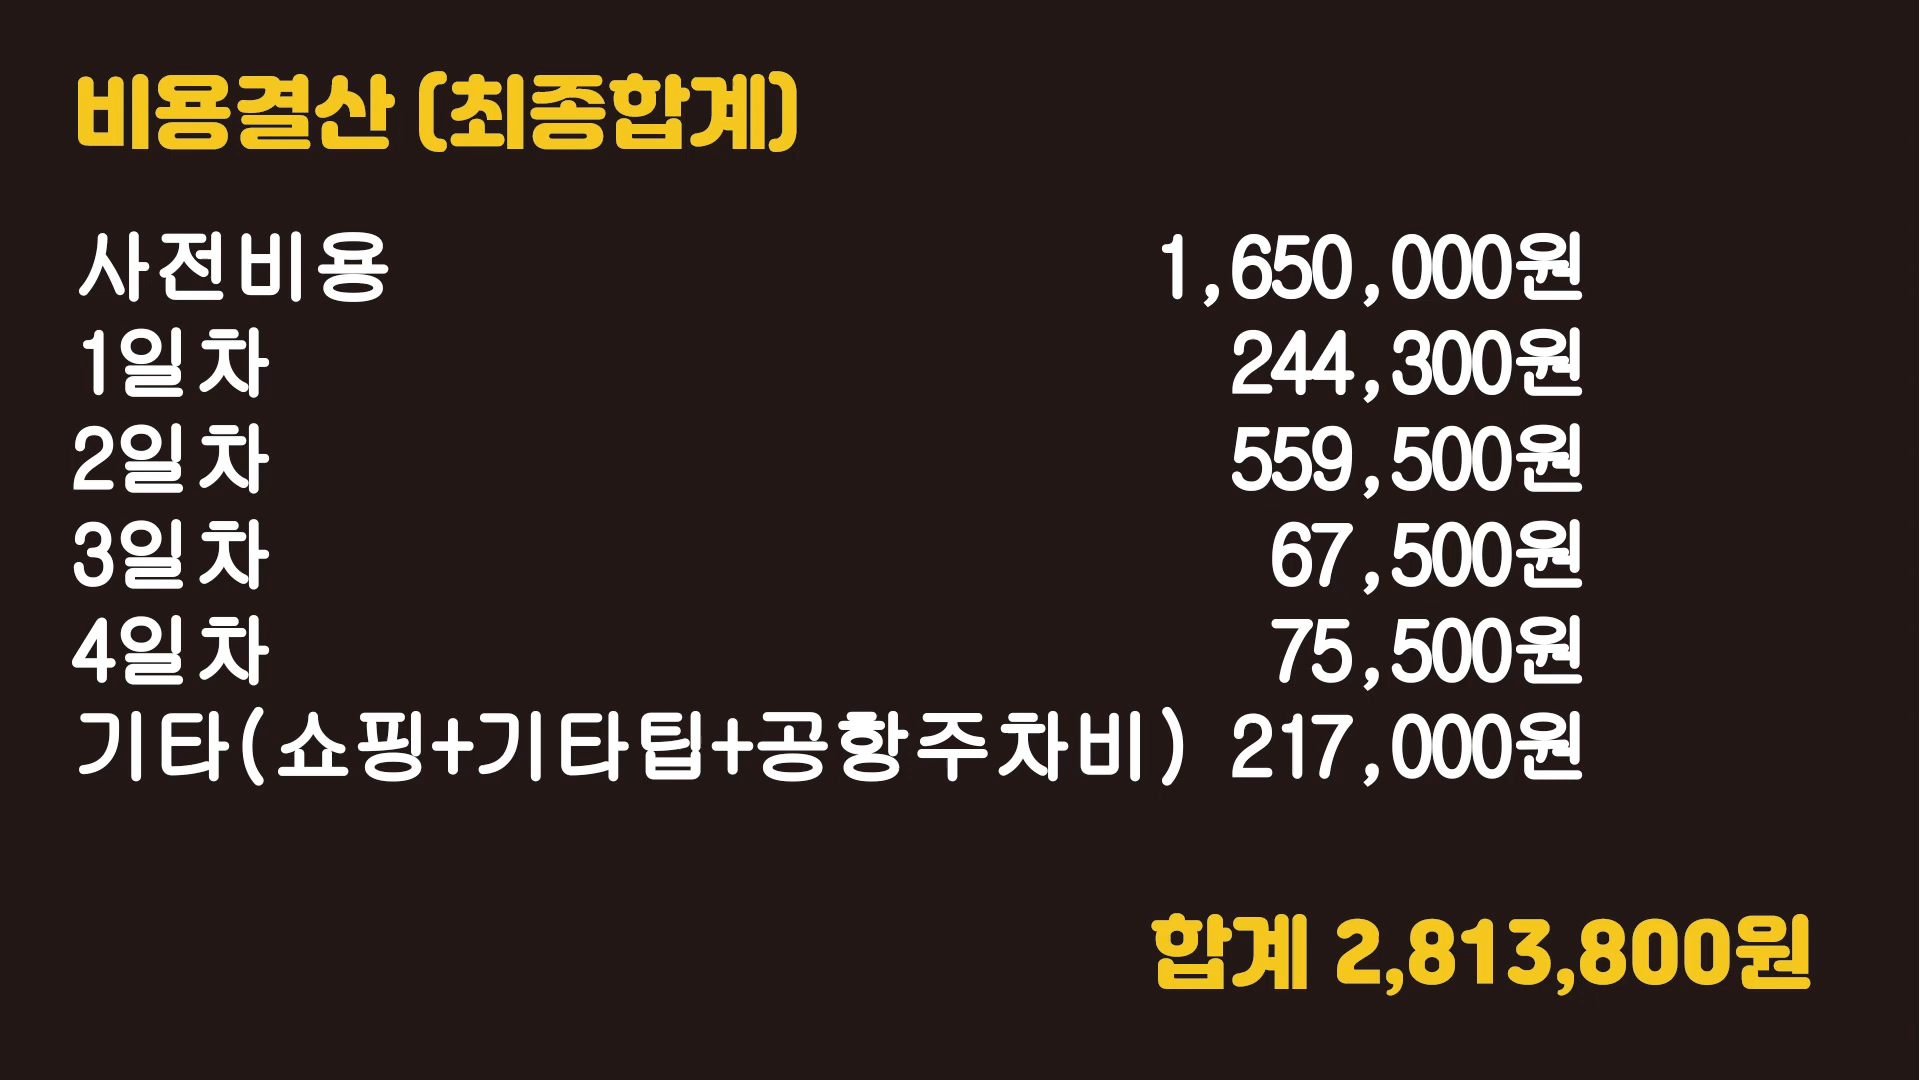 비용결산 (최종합계)
사전비용 1,650,000원
1일차 244,300원
2일차 559,500원
3일차 67,500원
4일차 75,500원
기타(쇼핑+기타팁+공항주차비) 217,000원
합계 2,813,800원